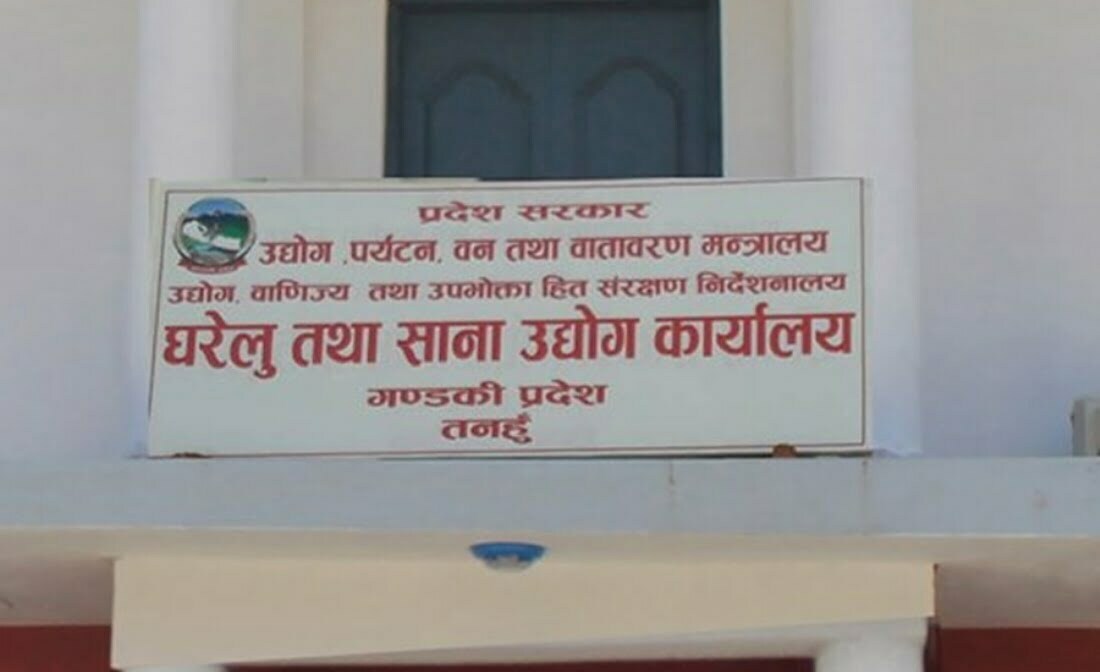 प्रदेश सरकार
उद्योग ,पर्यटन, वन तथा वातावरण मन्त्रालय
उद्योग, वाणिज्य तथा उपभोक्ता हित संरक्षण निर्देशनालय
घरेलु तथा साना उद्योग कार्यालय
गण्डकी प्रदेश
तनहुँ